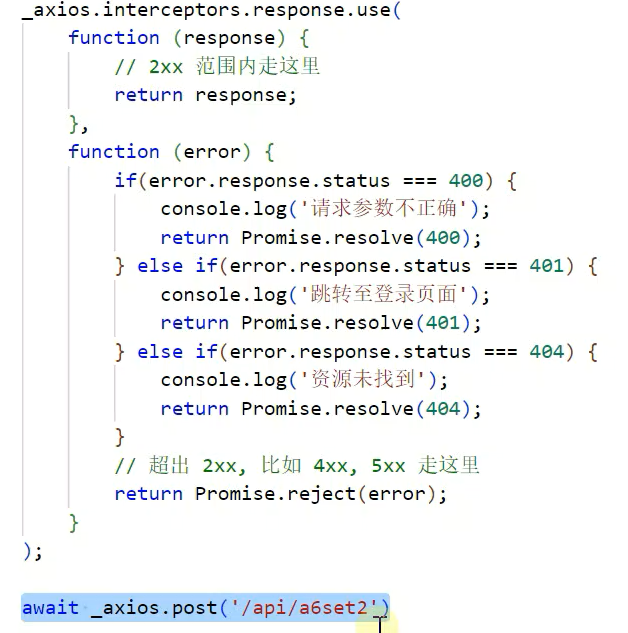 _axios.interceptors.response.use(
    function (response) {
        // 2xx 范围内走这里
        return response;
    },
    function (error) {
        if(error.response.status === 400) {
            console.log('请求参数不正确');
            return Promise.resolve(400);
        } else if(error.response.status === 401) {
            console.log('跳转至登录页面');
            return Promise.resolve(401);
        } else if(error.response.status === 404) {
            console.log('资源未找到');
            return Promise.resolve(404);
        }
        // 超出 2xx, 比如 4xx, 5xx 走这里
        return Promise.reject(error);
    }
);
await _axios.post('/api/a6set2')